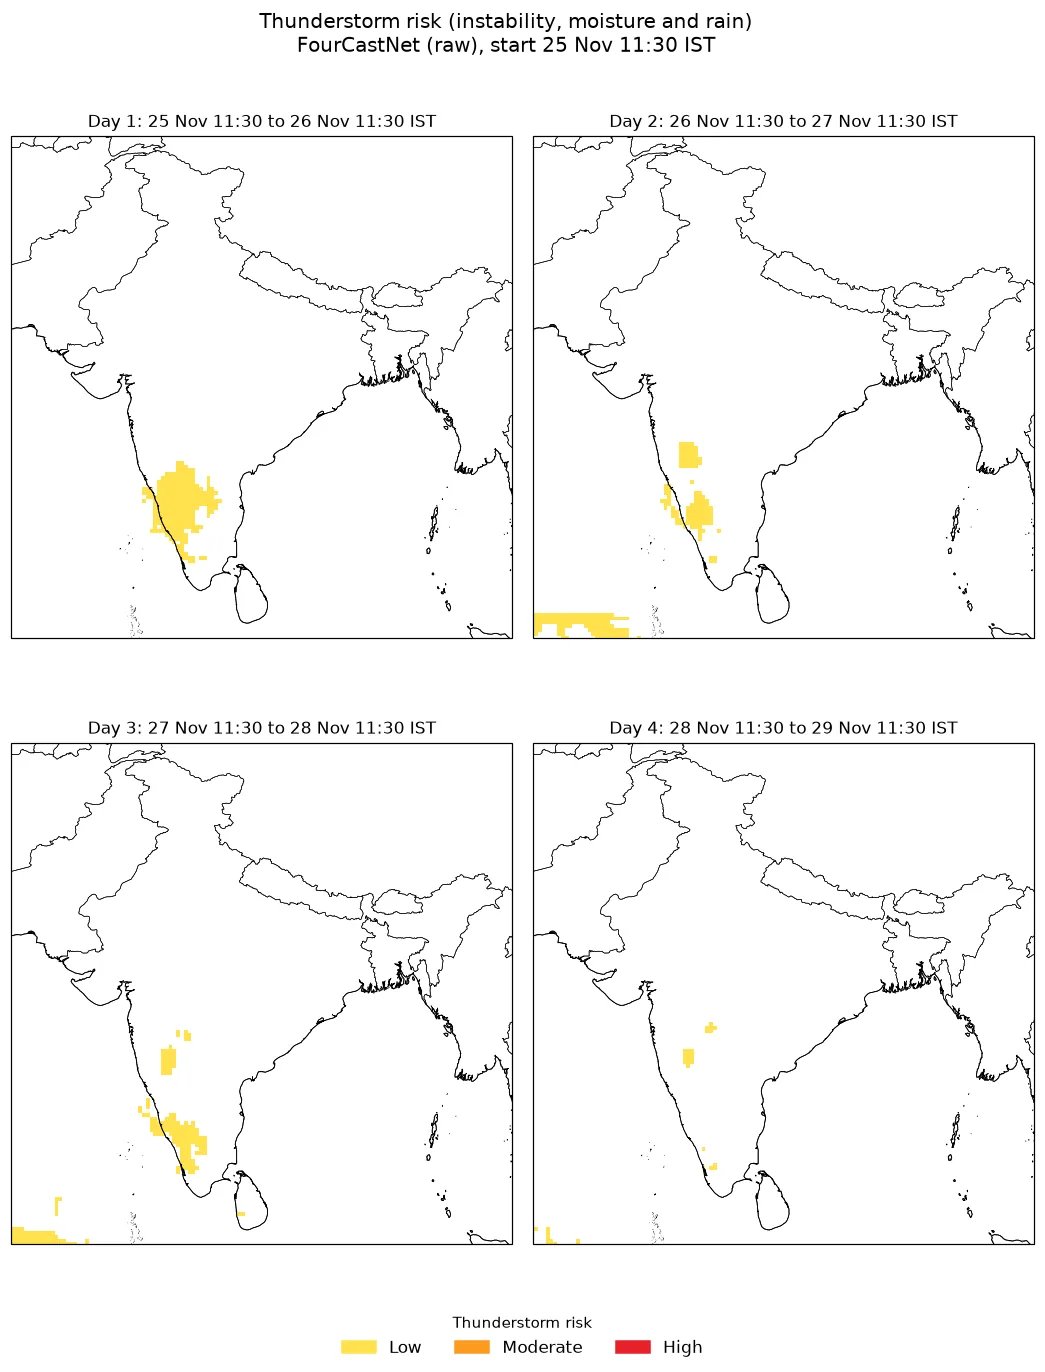 Thunderstorm risk (instability, moisture and rain)
FourCastNet (raw), start 25 Nov 11:30 IST
Day 1: 25 Nov 11:30 to 26 Nov 11:30 IST
Day 2: 26 Nov 11:30 to 27 Nov 11:30 IST
Day 3: 27 Nov 11:30 to 28 Nov 11:30 IST
Day 4: 28 Nov 11:30 to 29 Nov 11:30 IST
Thunderstorm risk
Low Moderate High